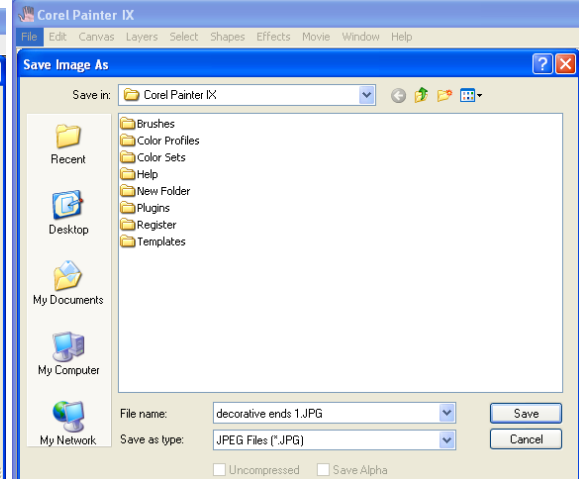 Corel Painter IX
File Edit Canvas Layers Select Shapes Effects Movie Window Help
Save Image As
Save in: Corel Painter IX
Brushes
Color Profiles
Color Sets
Help
New Folder
Plugins
Register
Templates
Recent
Desktop
My Documents
My Computer
My Network
File name: decorative ends 1.JPG Save
Save as type: JPEG Files (*.JPG) Cancel
Uncompressed Save Alpha